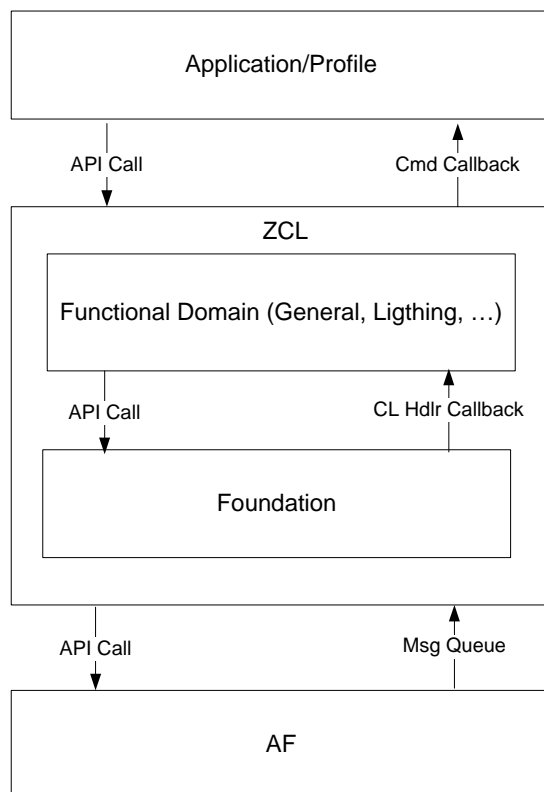 Application/Profile
API Call
Cmd Callback
ZCL
Functional Domain (General, Ligthing, …)
API Call
CL Hdlr Callback
Foundation
API Call
Msg Queue
AF